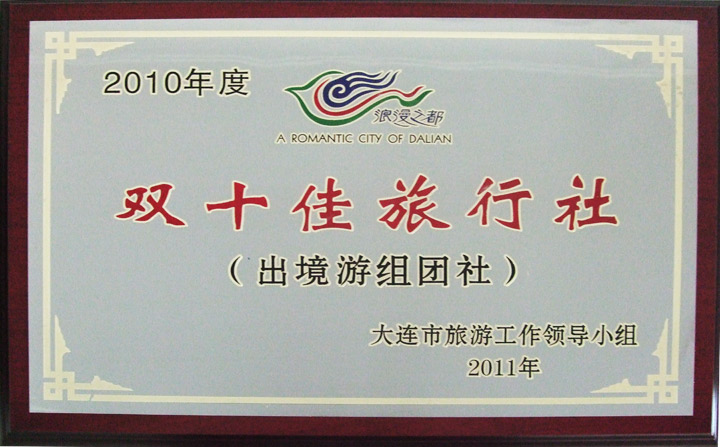 2010年度
浪漫之都
A ROMANTIC CITY OF DALIAN
双十佳旅行社
（出境游组团社）
大连市旅游工作领导小组
2011年